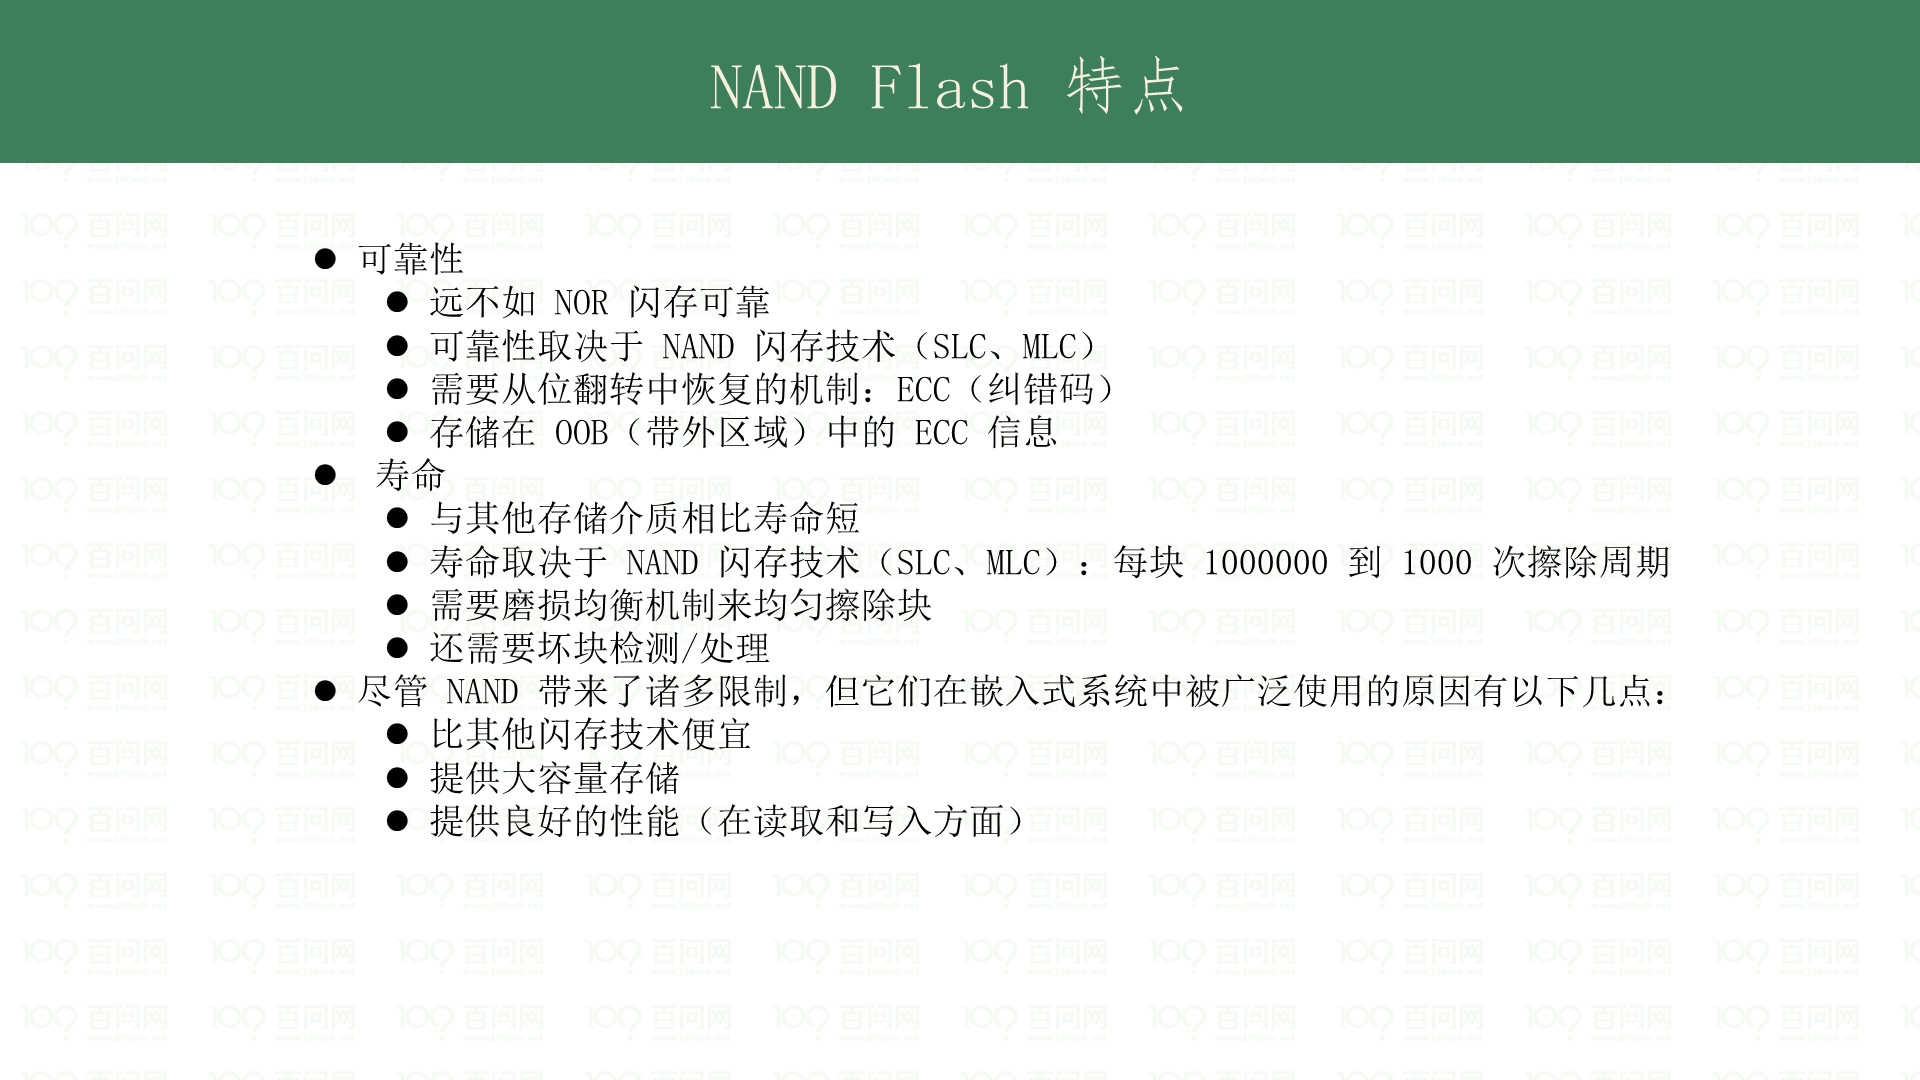 NAND Flash 特点
● 可靠性
● 远不如 NOR 闪存可靠
● 可靠性取决于 NAND 闪存技术（SLC、MLC）
● 需要从位翻转中恢复的机制：ECC（纠错码）
● 存储在 OOB（带外区域）中的 ECC 信息
● 寿命
● 与其他存储介质相比寿命短
● 寿命取决于 NAND 闪存技术（SLC、MLC）：每块 1000000 到 1000 次擦除周期
● 需要磨损均衡机制来均匀擦除块
● 还需要坏块检测/处理
● 尽管 NAND 带来了诸多限制，但它们在嵌入式系统中被广泛使用的原因有以下几点：
● 比其他闪存技术便宜
● 提供大容量存储
● 提供良好的性能（在读取和写入方面）